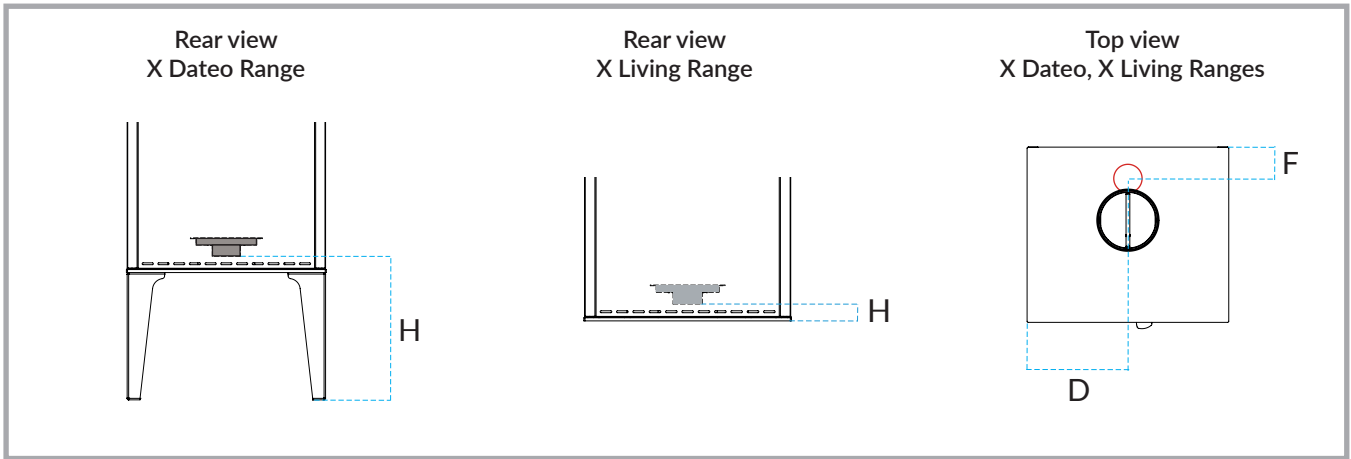 Rear view
X Dateo Range
H
Rear view
X Living Range
H
Top view
X Dateo, X Living Ranges
F
D